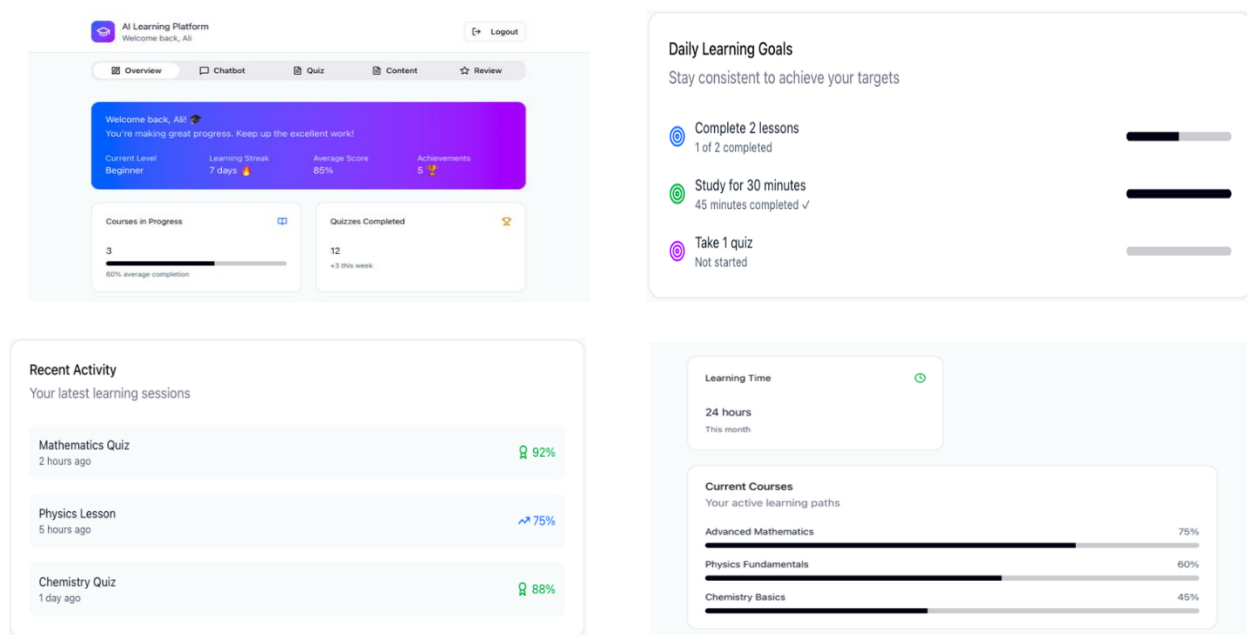 AI Learning Platform
Welcome back, Ali
Logout
Overview Chatbot Quiz Content Review
Welcome back, Ali! 🎓
You're making great progress. Keep up the excellent work!
Current Level Learning Streak Average Score Achievements
Beginner 7 days 🔥 85% 5 🏆
Courses in Progress
3
60% average completion
Quizzes Completed
12
+3 this week
Daily Learning Goals
Stay consistent to achieve your targets
Complete 2 lessons
1 of 2 completed
Study for 30 minutes
45 minutes completed ✓
Take 1 quiz
Not started
Recent Activity
Your latest learning sessions
Mathematics Quiz
2 hours ago
92%
Physics Lesson
5 hours ago
75%
Chemistry Quiz
1 day ago
88%
Learning Time
24 hours
This month
Current Courses
Your active learning paths
Advanced Mathematics 75%
Physics Fundamentals 60%
Chemistry Basics 45%